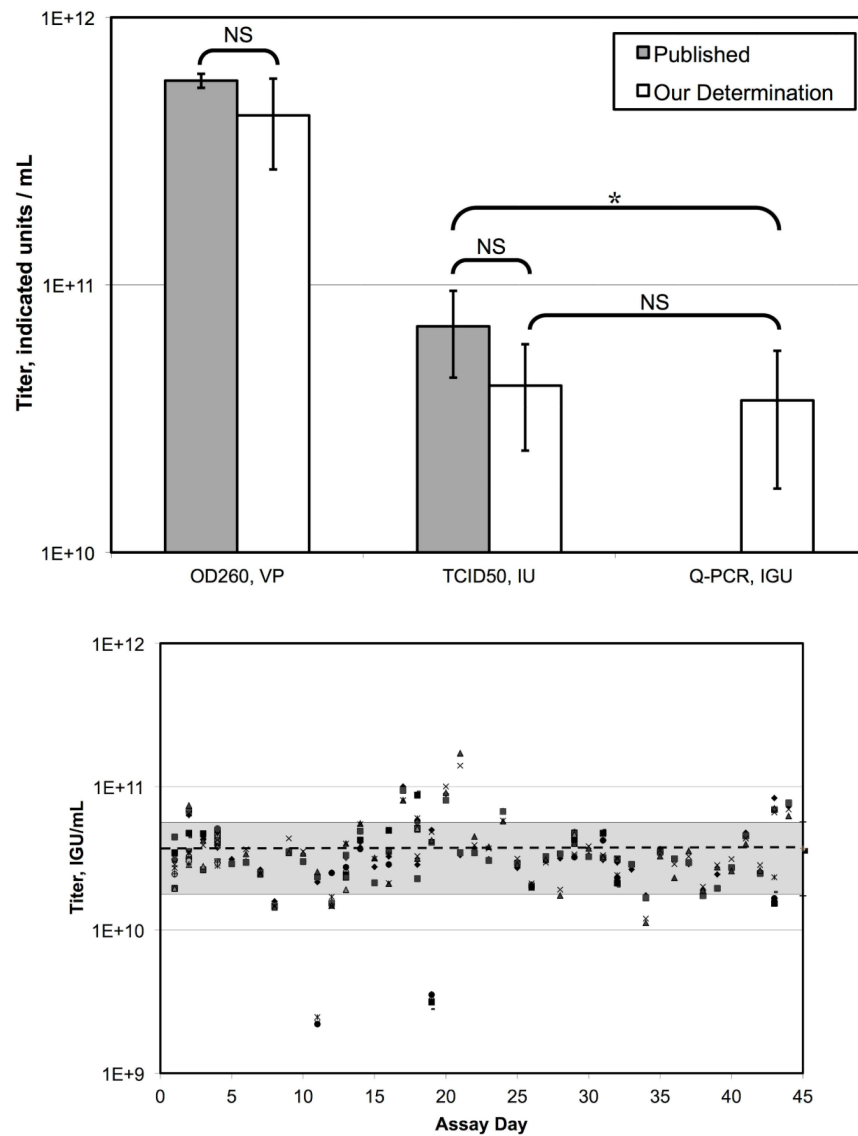 1E+12
NS
Published
Our Determination
*
NS
1E+11
NS
Titer, indicated units / mL
1E+10
OD260, VP
TCID50, IU
Q-PCR, IGU
1E+12
1E+11
Titer, IGU/mL
1E+10
1E+9
0 5 10 15 20 25 30 35 40 45
Assay Day